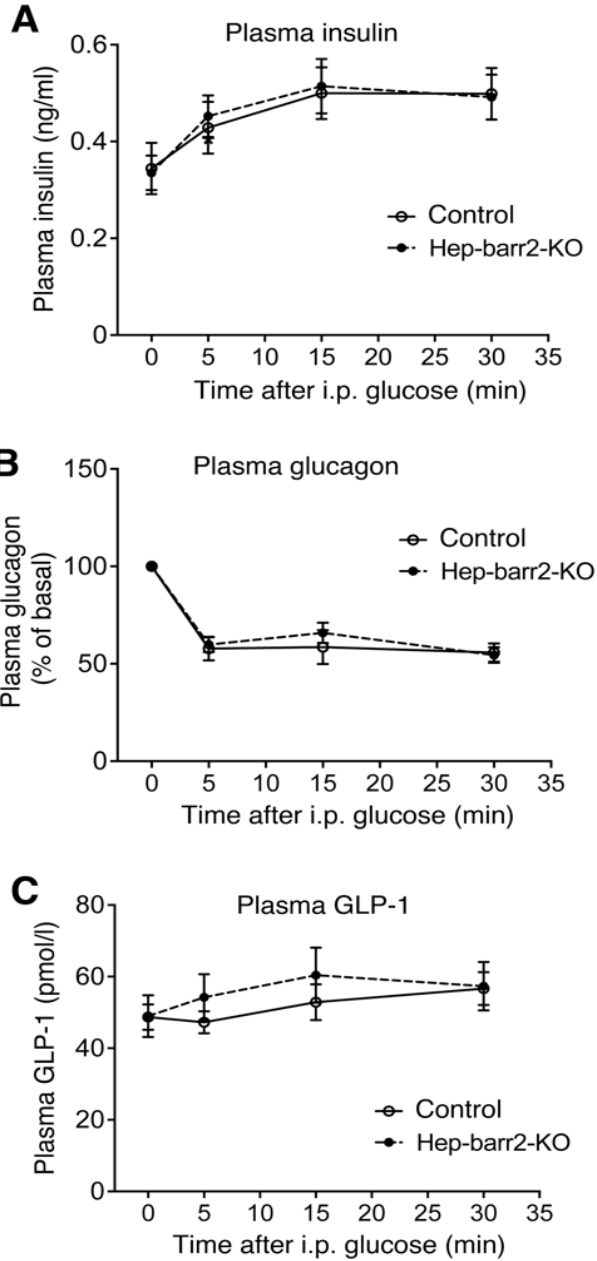 A
Plasma insulin
Plasma insulin (ng/ml)
0.6
0.4
0.2
0
Control
Hep-barr2-KO
0 5 10 15 20 25 30 35
Time after i.p. glucose (min)
B
Plasma glucagon
Plasma glucagon
(% of basal)
150
100
50
0
Control
Hep-barr2-KO
0 5 10 15 20 25 30 35
Time after i.p. glucose (min)
C
Plasma GLP-1
Plasma GLP-1 (pmol/l)
80
60
40
20
0
Control
Hep-barr2-KO
0 5 10 15 20 25 30 35
Time after i.p. glucose (min)